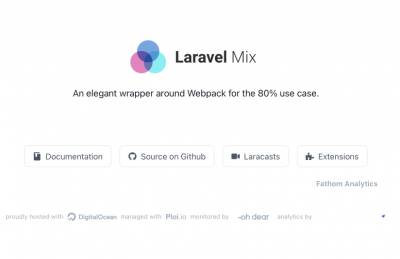 Laravel Mix
An elegant wrapper around Webpack for the 80% use case.
Documentation Source on Github Laracasts Extensions
Fathom Analytics
proudly hosted with DigitalOcean managed with Ploi.io monitored by -oh dear analytics by